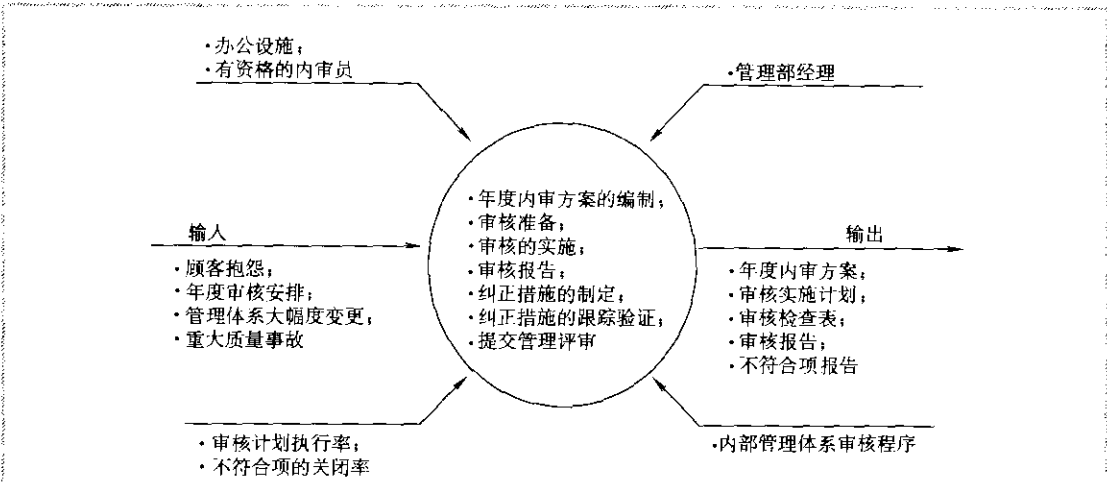 ·办公设施；
·有资格的内审员
·管理部经理
·年度内审方案的编制；
·审核准备；
·审核的实施；
·审核报告；
·纠正措施的制定；
·纠正措施的跟踪验证；
·提交管理评审
输人
·顾客抱怨；
·年度审核安排；
·管理体系大幅度变更；
·重大质量事故
输出
·年度内审方案；
·审核实施计划；
·审核检查表；
·审核报告；
·不符合项报告
·审核计划执行率；
·不符合项的关闭率
·内部管理体系审核程序